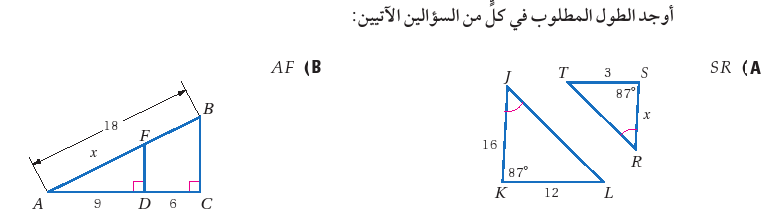 أوجد الطول المطلوب في كلٍّ من السؤالين الآتيين:
SR (A
AF (B
T 3 S
87°
x
R
J
16
87°
K 12 L
B
18
F
x
A 9 D 6 C